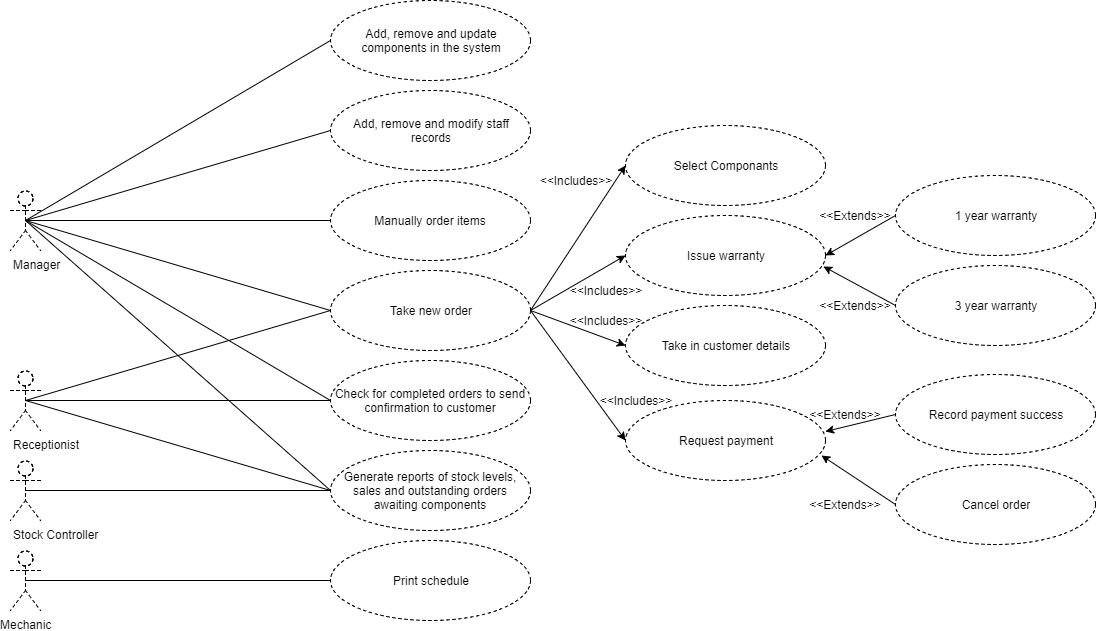 Add, remove and update
components in the system
Add, remove and modify staff
records
Manually order items
Take new order
Check for completed orders to send
confirmation to customer
Generate reports of stock levels,
sales and outstanding orders
awaiting components
Print schedule
Manager
Receptionist
Stock Controller
Mechanic
<<Includes>>
<<Includes>>
<<Includes>>
<<Includes>>
Select Componants
Issue warranty
Take in customer details
Request payment
<<Extends>>
<<Extends>>
<<Extends>>
<<Extends>>
1 year warranty
3 year warranty
Record payment success
Cancel order